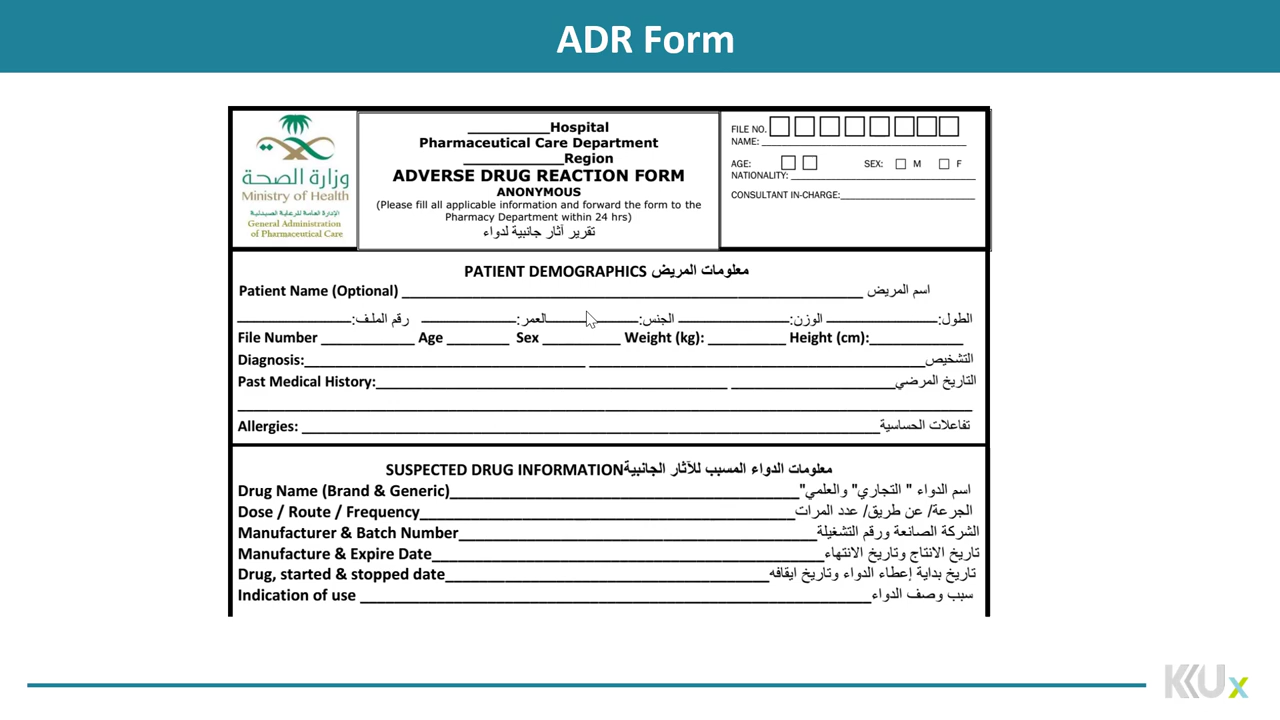 ADR Form
وزارة الصحة
Ministry of Health
الإدارة العامة للرعاية الصيدلية
General Administration
of Pharmaceutical Care
__________Hospital
Pharmaceutical Care Department
____________Region
ADVERSE DRUG REACTION FORM
ANONYMOUS
(Please fill all applicable information and forward the form to the
Pharmacy Department within 24 hrs)
تقرير آثار جانبية لدواء
FILE NO.
NAME:
AGE: SEX: M F
NATIONALITY:
CONSULTANT IN-CHARGE:
PATIENT DEMOGRAPHICS معلومات المريض
Patient Name (Optional) اسم المريض
الطول: الوزن: الجنس: العمر: رقم الملف:
File Number Age Sex Weight (kg): Height (cm):
Diagnosis: التشخيص
Past Medical History: التاريخ المرضي
Allergies: تفاعلات الحساسية
SUSPECTED DRUG INFORMATION معلومات الدواء المسبب للآثار الجانبية
Drug Name (Brand & Generic) اسم الدواء " التجاري" والعلمي"
Dose / Route / Frequency الجرعة/ عن طريق/ عدد المرات
Manufacturer & Batch Number الشركة الصانعة ورقم التشغيلة
Manufacture & Expire Date تاريخ الانتاج وتاريخ الانتهاء
Drug, started & stopped date تاريخ بداية إعطاء الدواء وتاريخ ايقافه
Indication of use سبب وصف الدواء
KKUx